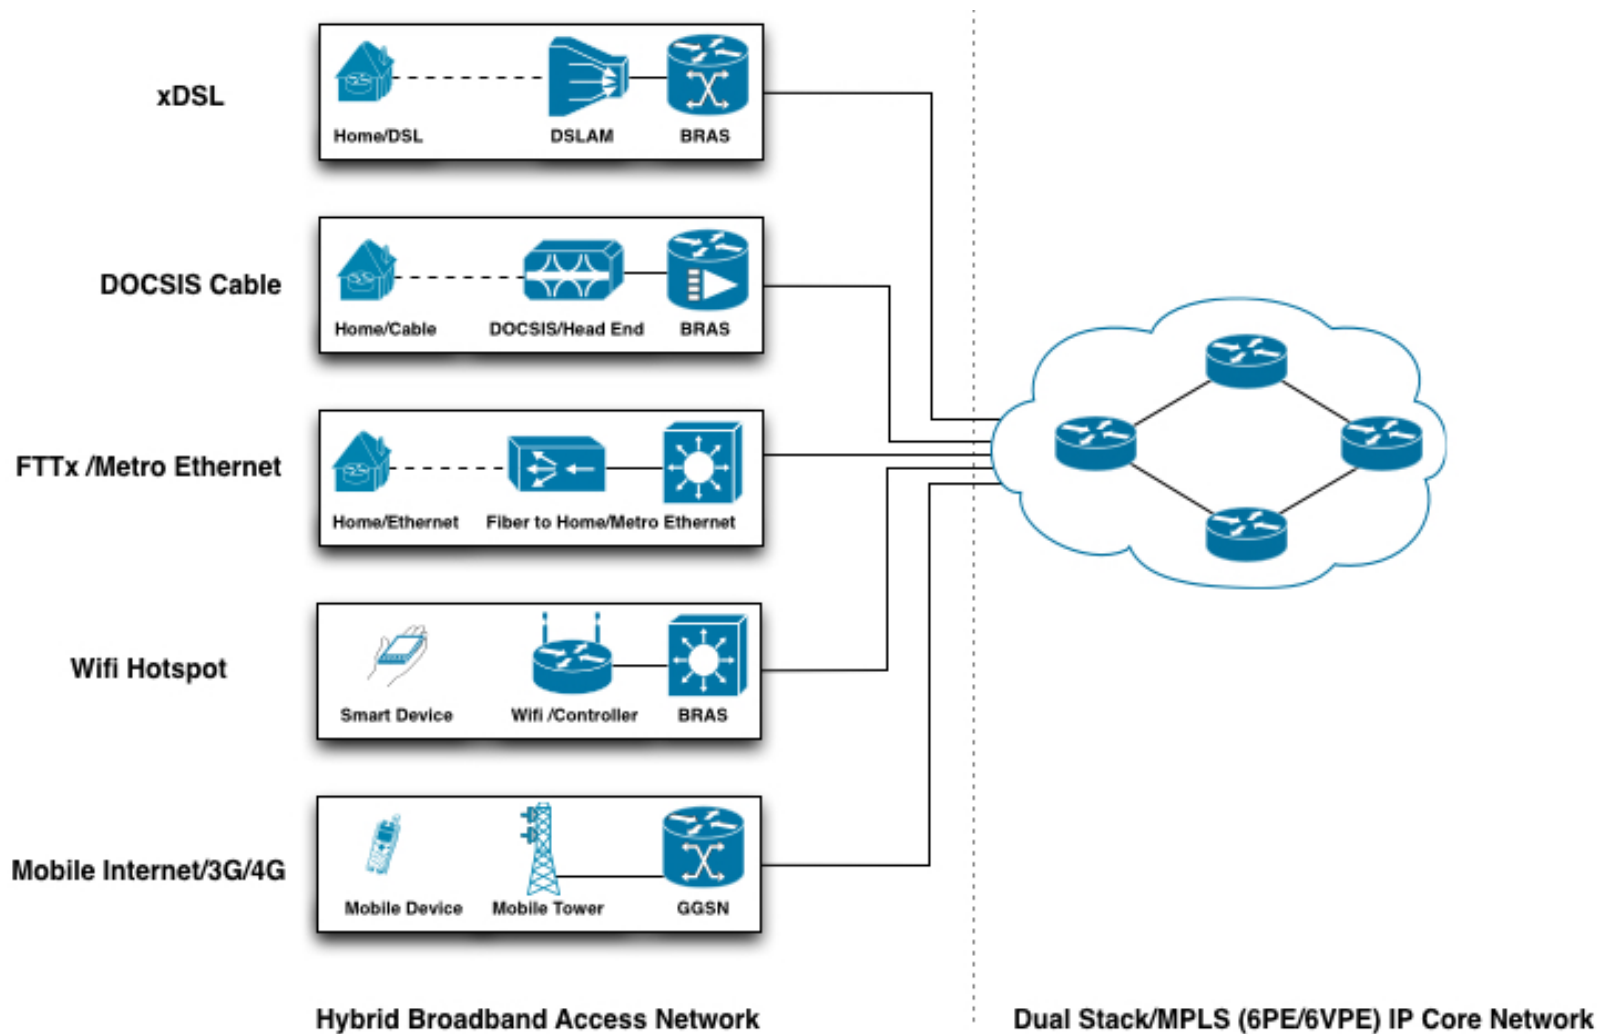 xDSL
Home/DSL DSLAM BRAS
DOCSIS Cable
Home/Cable DOCSIS/Head End BRAS
FTTx /Metro Ethernet
Home/Ethernet Fiber to Home/Metro Ethernet
Wifi Hotspot
Smart Device Wifi /Controller BRAS
Mobile Internet/3G/4G
Mobile Device Mobile Tower GGSN
Hybrid Broadband Access Network Dual Stack/MPLS (6PE/6VPE) IP Core Network